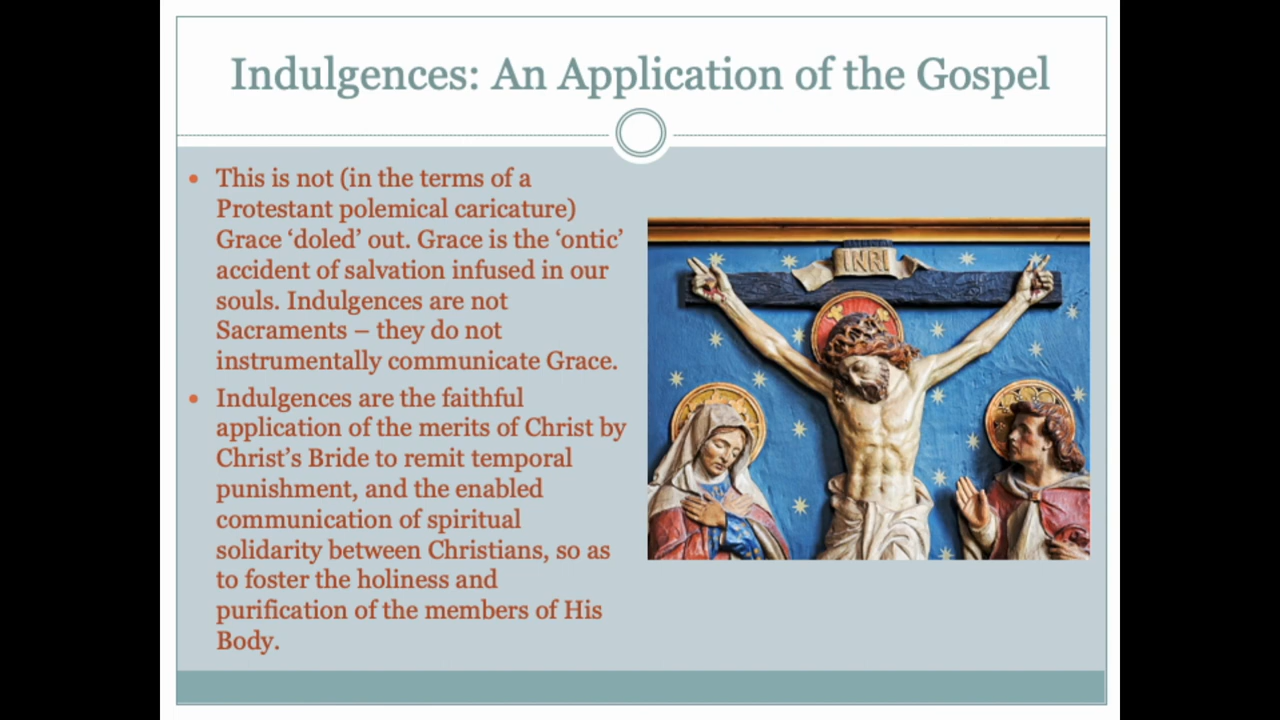 Indulgences: An Application of the Gospel
• This is not (in the terms of a
Protestant polemical caricature)
Grace ‘doled’ out. Grace is the ‘ontic’
accident of salvation infused in our
souls. Indulgences are not
Sacraments – they do not
instrumentally communicate Grace.
• Indulgences are the faithful
application of the merits of Christ by
Christ’s Bride to remit temporal
punishment, and the enabled
communication of spiritual
solidarity between Christians, so as
to foster the holiness and
purification of the members of His
Body.
INRI